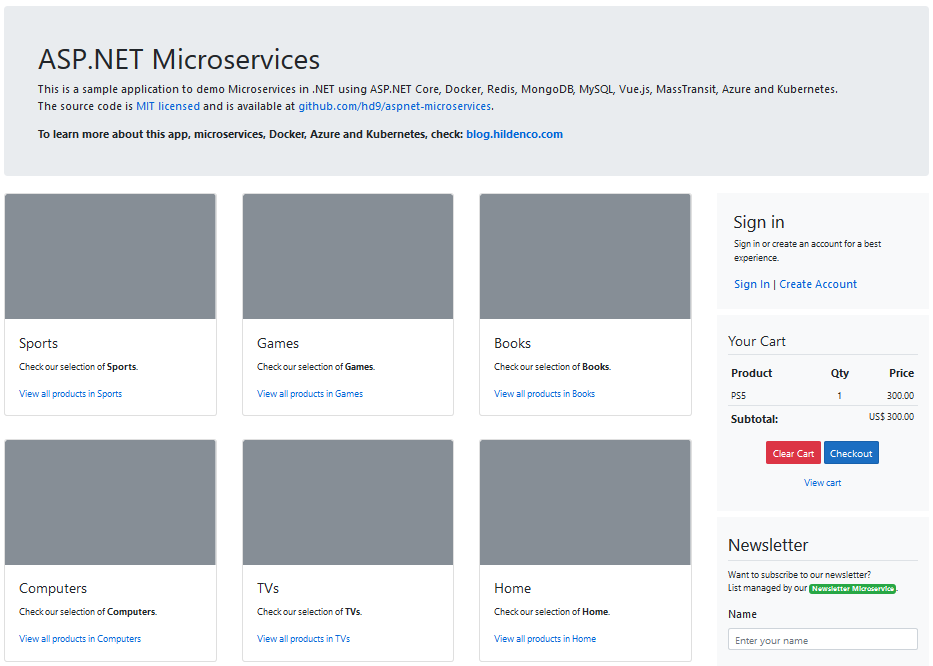 ASP.NET Microservices
This is a sample application to demo Microservices in .NET using ASP.NET Core, Docker, Redis, MongoDB, MySQL, Vue.js, MassTransit, Azure and Kubernetes.
The source code is MIT licensed and is available at github.com/hd9/aspnet-microservices.
To learn more about this app, microservices, Docker, Azure and Kubernetes, check: blog.hildenco.com
Sports
Check our selection of Sports.
View all products in Sports
Games
Check our selection of Games.
View all products in Games
Books
Check our selection of Books.
View all products in Books
Computers
Check our selection of Computers.
View all products in Computers
TVs
Check our selection of TVs.
View all products in TVs
Home
Check our selection of Home.
View all products in Home
Sign in
Sign in or create an account for a best
experience.
Sign In | Create Account
Your Cart
Product Qty Price
PS5 1 300.00
Subtotal: US$ 300.00
Clear Cart Checkout
View cart
Newsletter
Want to subscribe to our newsletter?
List managed by our Newsletter Microservice.
Name
Enter your name